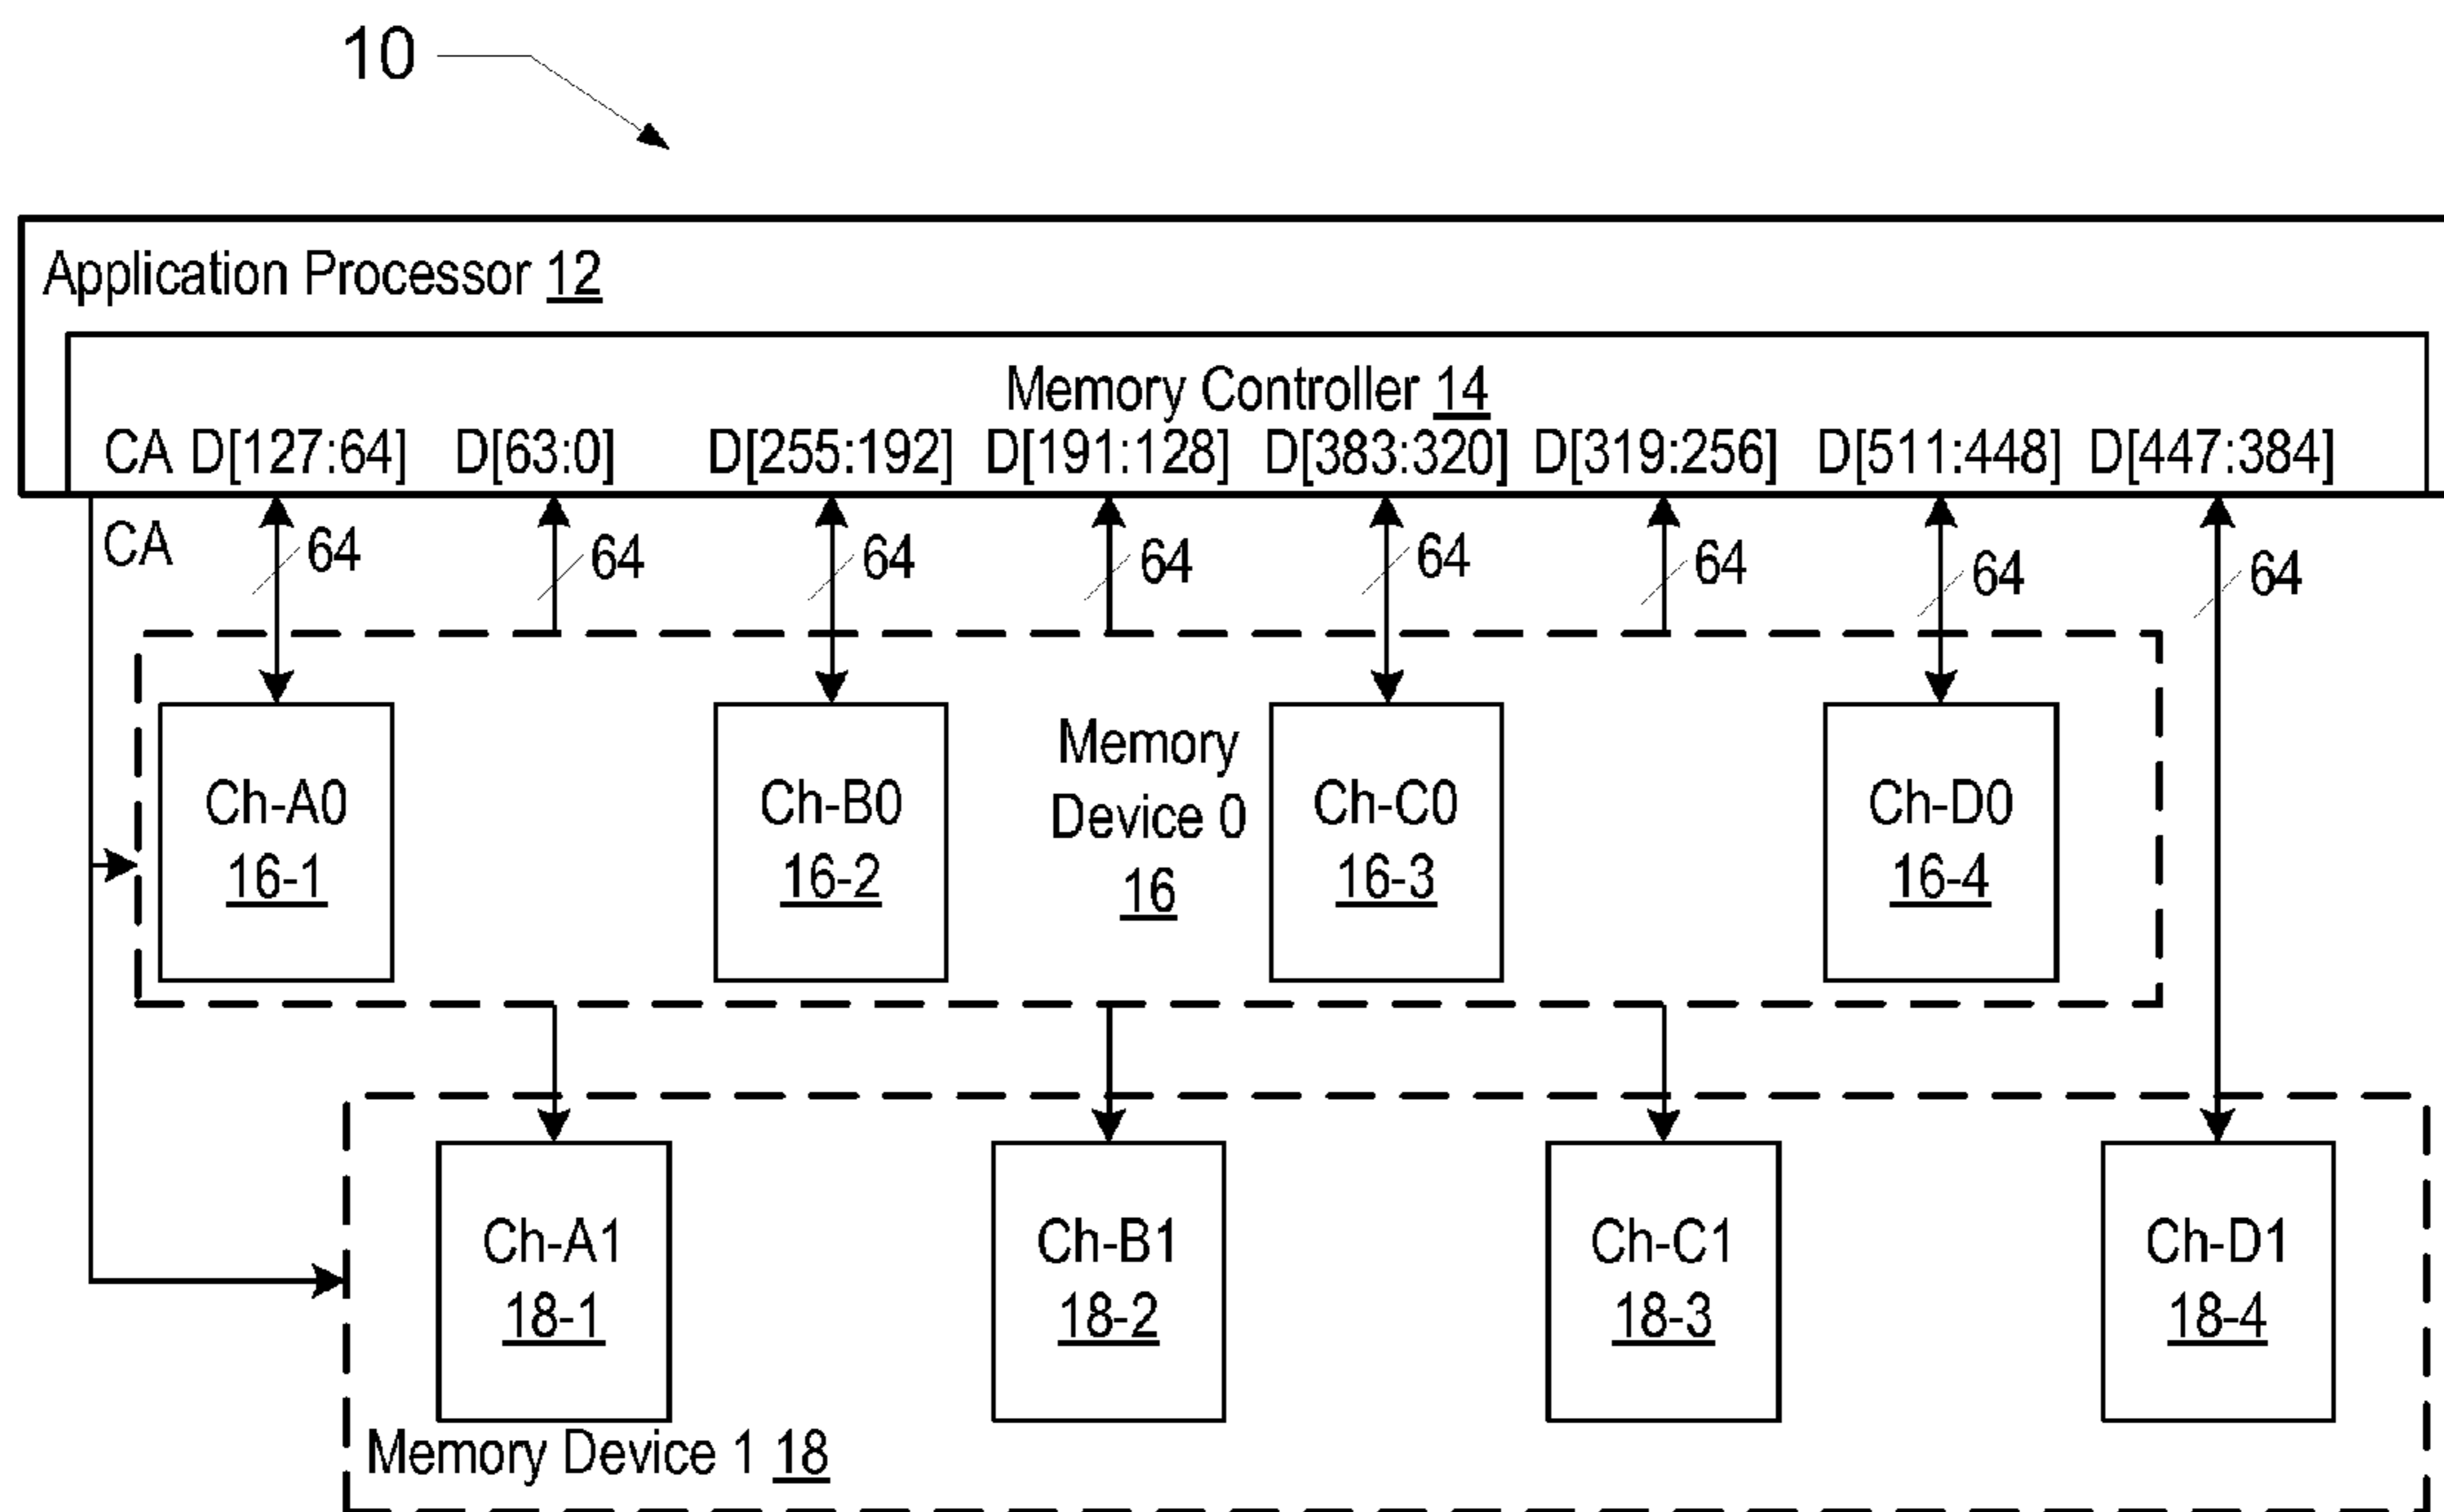 10
Application Processor 12
Memory Controller 14
CA D[127:64] D[63:0] D[255:192] D[191:128] D[383:320] D[319:256] D[511:448] D[447:384]
CA 64 64 64 64 64 64 64 64
Ch-A0
16-1
Ch-B0
16-2
Memory
Device 0
16
Ch-C0
16-3
Ch-D0
16-4
Ch-A1
18-1
Ch-B1
18-2
Ch-C1
18-3
Ch-D1
18-4
Memory Device 1 18